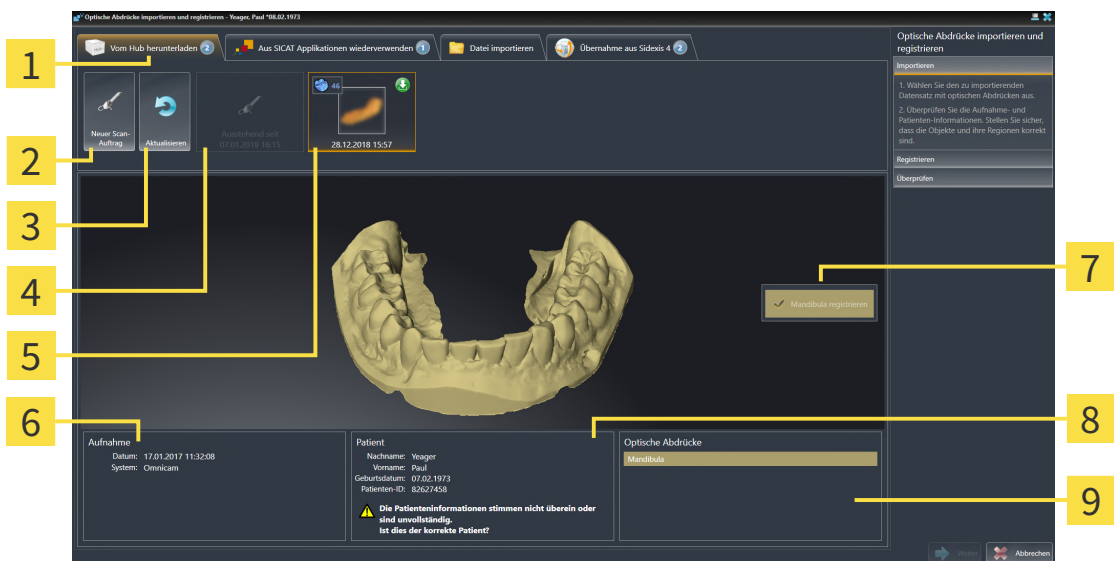 Optische Abdrücke importieren und registrieren - Yeager, Paul *08.02.1973
1
Vom Hub herunterladen 2
Aus SICAT Applikationen wiederverwenden 1
Datei importieren
Übernahme aus Sidexis 4 2
Optische Abdrücke importieren und
registrieren
Importieren
1. Wählen Sie den zu importierenden
Datensatz mit optischen Abdrücken aus.
2. Überprüfen Sie die Aufnahme- und
Patienten-Informationen. Stellen Sie sicher,
dass die Objekte und ihre Regionen korrekt
sind.
Registrieren
Überprüfen
2
Neuer Scan-
Auftrag
3
Aktualisieren
4
Ausstehend seit
07.01.2019 16:15
5
46
28.12.2018 15:57
7
Mandibula registrieren
6
Aufnahme
Datum: 17.01.2017 11:32:08
System: Omnicam
8
Patient
Nachname: Yeager
Vorname: Paul
Geburtsdatum: 07.02.1973
Patienten-ID: 82627458
Die Patienteninformationen stimmen nicht überein oder
sind unvollständig.
Ist dies der korrekte Patient?
9
Optische Abdrücke
Mandibula
Weiter
Abbrechen